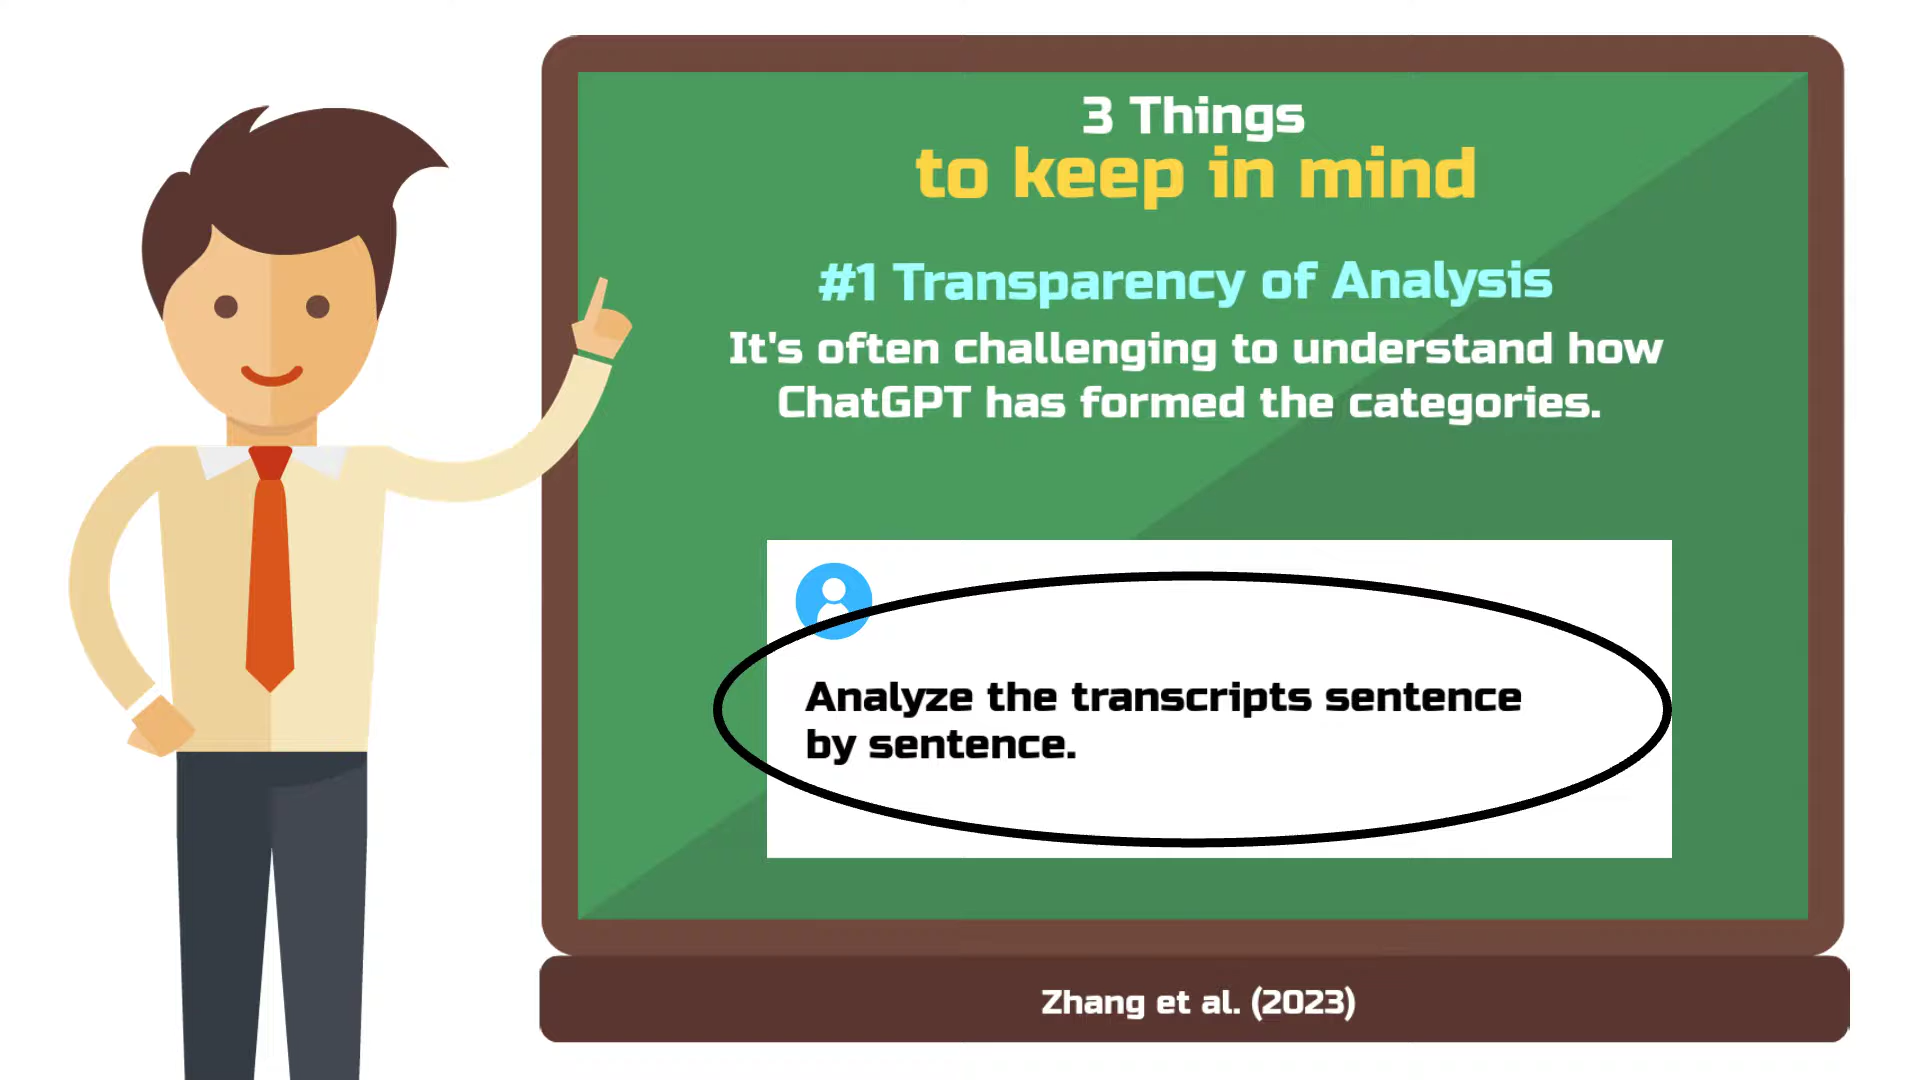 3 Things
to keep in mind
#1 Transparency of Analysis
It's often challenging to understand how
ChatGPT has formed the categories.
Analyze the transcripts sentence
by sentence.
Zhang et al. (2023)